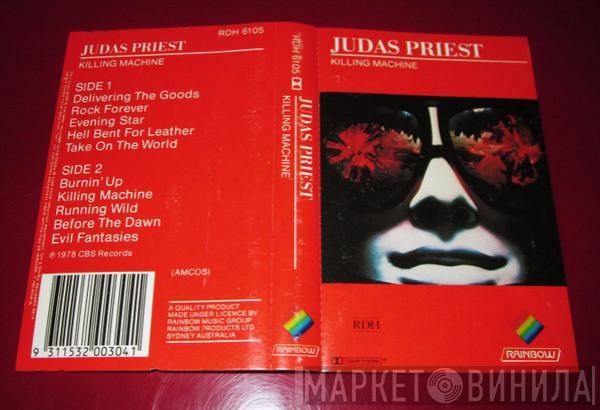 RDH 6105
JUDAS PRIEST
KILLING MACHINE
SIDE 1
Delivering The Goods
Rock Forever
Evening Star
Hell Bent For Leather
Take On The World
SIDE 2
Burnin' Up
Killing Machine
Running Wild
Before The Dawn
Evil Fantasies
℗ 1978 CBS Records
(AMCOS)
A QUALITY PRODUCT
MADE UNDER LICENCE BY
RAINBOW MUSIC GROUP
RAINBOW PRODUCTS LTD
SYDNEY AUSTRALIA
9 311532 003041
RDH 6105
JUDAS PRIEST
KILLING MACHINE
RAINBOW
JUDAS PRIEST
KILLING MACHINE
RDH
DOLBY SYSTEM
RAINBOW
МАРКЕТ ВИНИЛА